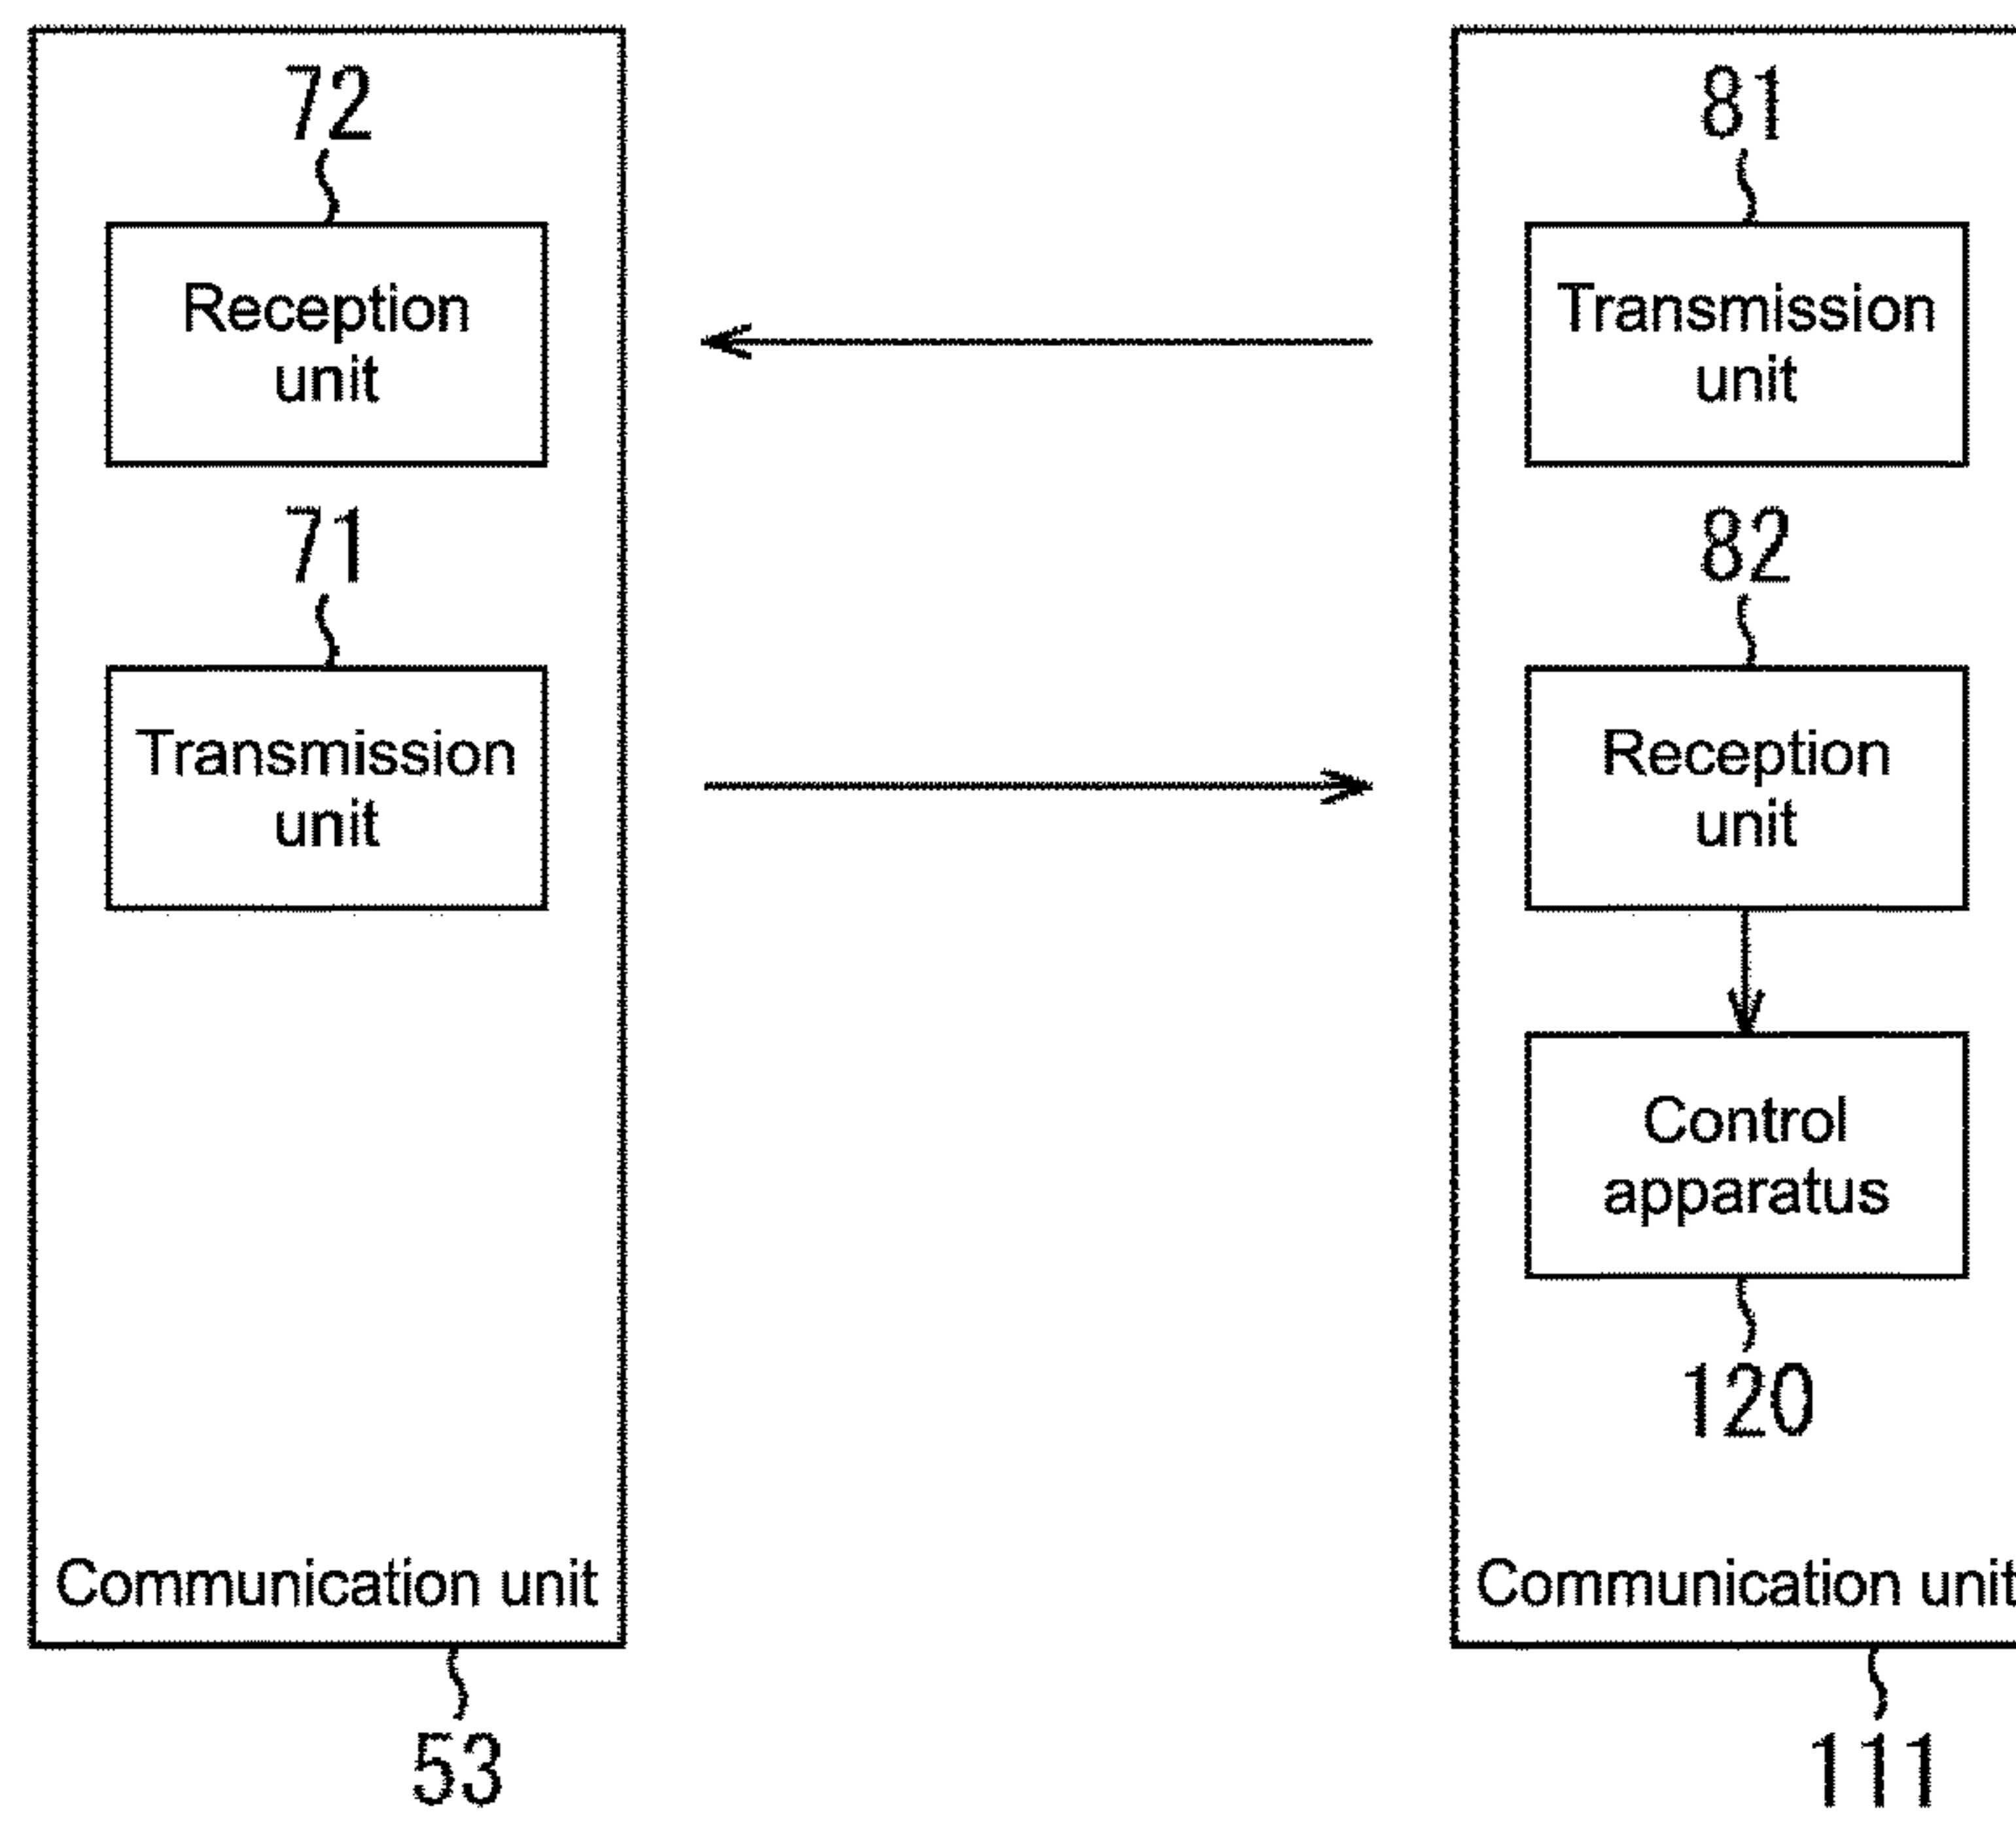 72
Reception
unit
71
Transmission
unit
Communication unit
53
81
Transmission
unit
82
Reception
unit
Control
apparatus
120
Communication unit
111